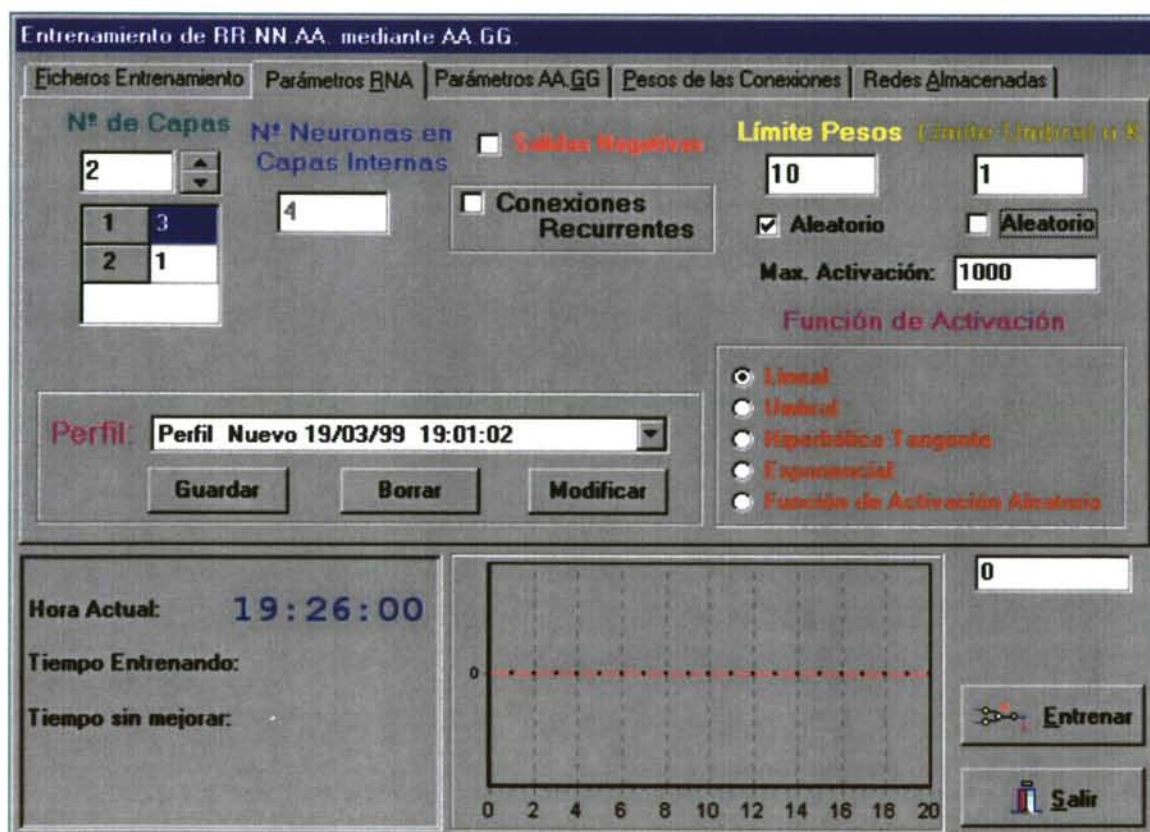 Entrenamiento de RR.NN.AA. mediante AA.GG.
Ficheros Entrenamiento
Parámetros RNA
Parámetros AA.GG
Pesos de las Conexiones
Redes Almacenadas
Nº de Capas
2
1 3
2 1
Nº Neuronas en
Capas Internas
4
Salidas Negativas
Conexiones
Recurrentes
Límite Pesos
10
Aleatorio
Límite Umbral o K
1
Aleatorio
Max. Activación: 1000
Función de Activación
Lineal
Umbral
Hiperbólica Tangente
Exponencial
Función de Activación Aleatorio
Perfil: Perfil Nuevo 19/03/99 19:01:02
Guardar
Borrar
Modificar
Hora Actual: 19:26:00
Tiempo Entrenando:
Tiempo sin mejorar:
0
0 2 4 6 8 10 12 14 16 18 20
0
Entrenar
Salir